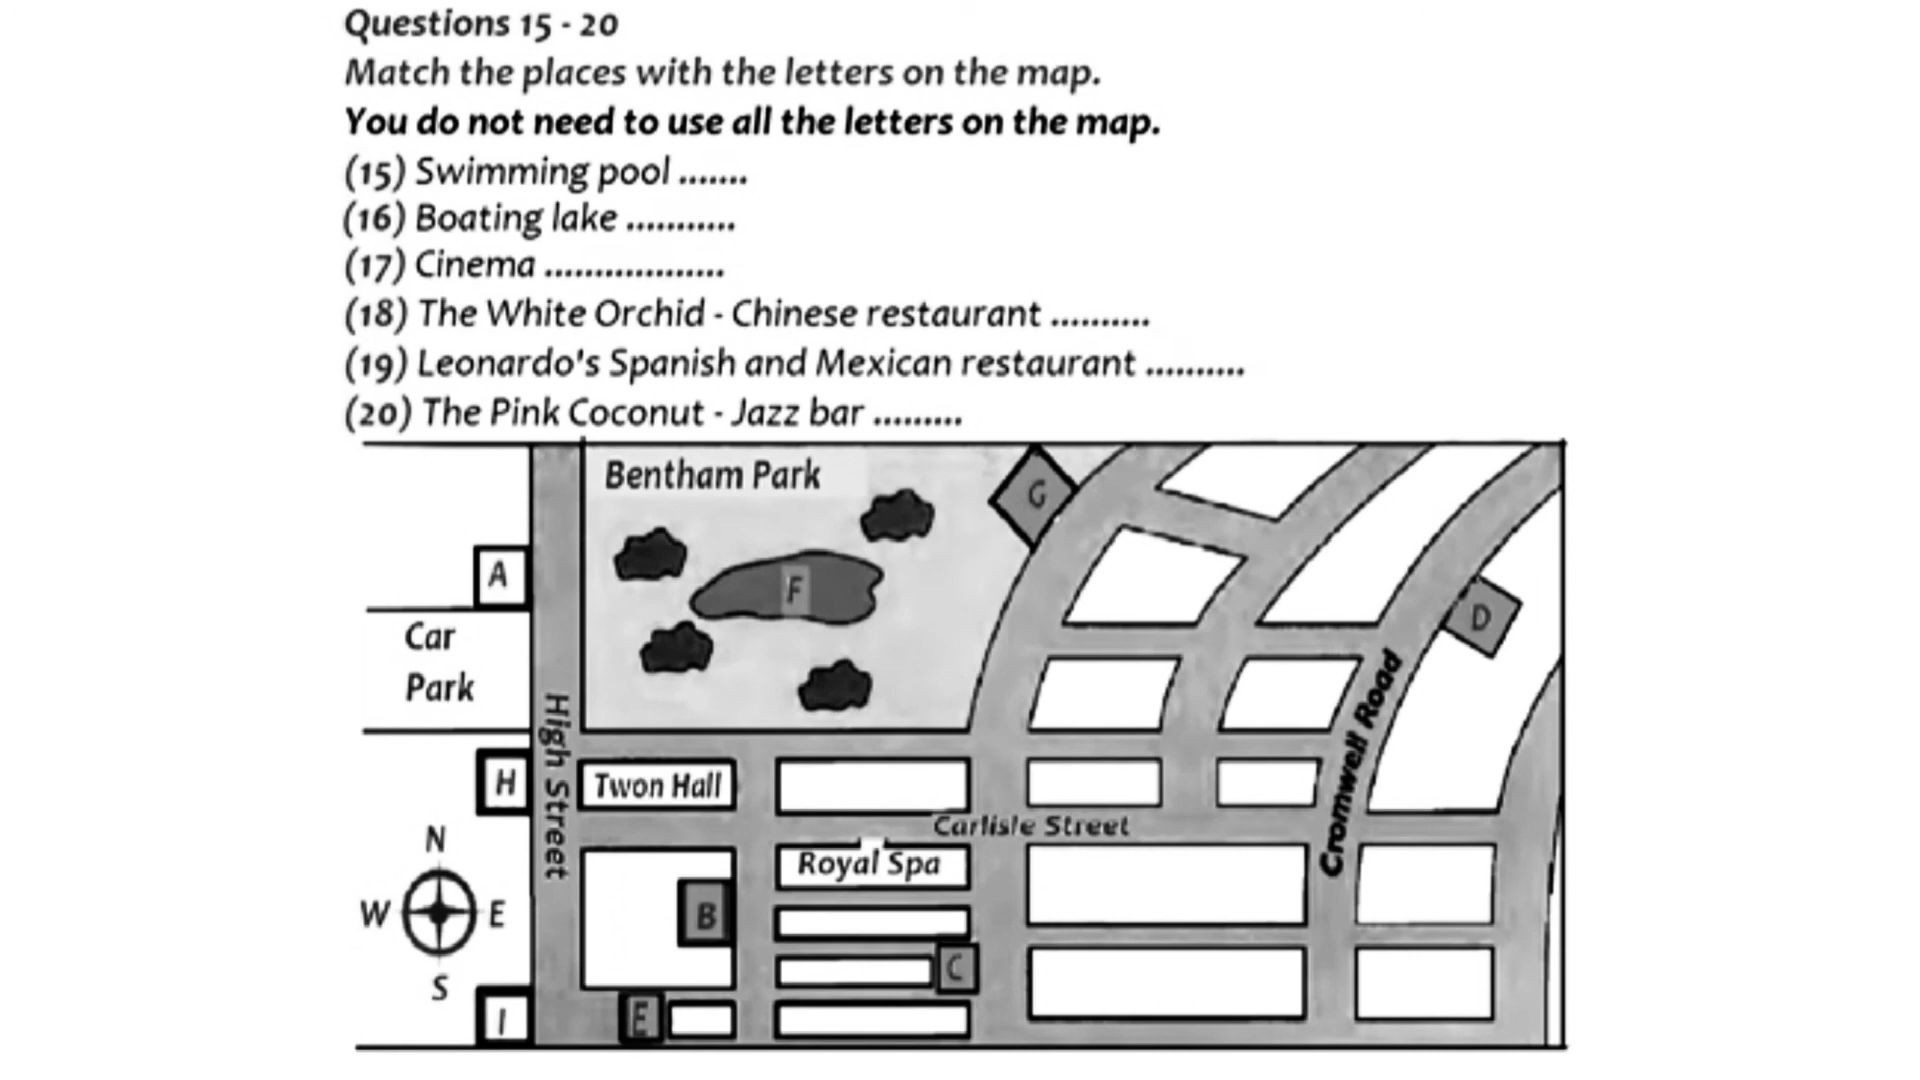 Questions 15 - 20
Match the places with the letters on the map.
You do not need to use all the letters on the map.
(15) Swimming pool .......
(16) Boating lake ...........
(17) Cinema ..................
(18) The White Orchid - Chinese restaurant ..........
(19) Leonardo's Spanish and Mexican restaurant ..........
(20) The Pink Coconut - Jazz bar .........
Bentham Park
G
A
F
D
Car
Park
High Street
Cromwell Road
H
Twon Hall
Carlisle Street
N
Royal Spa
W
E
B
S
C
I
E